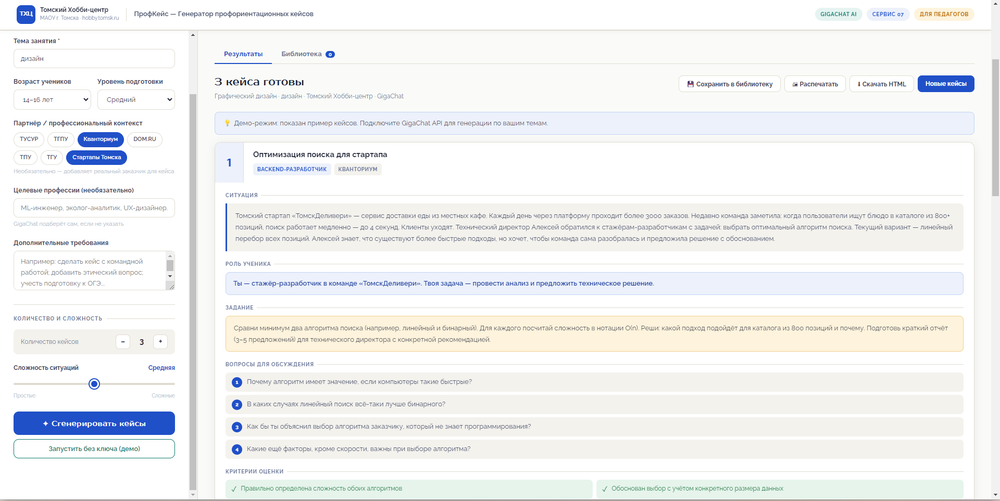 ТХЦ
Томский Хобби-центр
МАОУ г. Томска · hobby.tomsk.ru
ПрофКейс — Генератор профориентационных кейсов
GIGACHAT AI
СЕРВИС 07
ДЛЯ ПЕДАГОГОВ
Тема занятия *
дизайн
Возраст учеников
Уровень подготовки
14–16 лет
Средний
Партнёр / профессиональный контекст
ТУСУР
ТГПУ
Кванториум
DOM.RU
ТПУ
ТГУ
Стартапы Томска
Необязательно — добавляет реальный заказчик для кейса
Целевые профессии (необязательно)
ML-инженер, эколог-аналитик, UX-дизайнер.
GigaChat подберёт сам, если не указать
Дополнительные требования
Например: сделать кейс с командной
работой; добавить этический вопрос;
учесть подготовку к ОГЭ...
КОЛИЧЕСТВО И СЛОЖНОСТЬ
Количество кейсов
−
3
+
Сложность ситуаций
Средняя
Простые
Сложные
✦ Сгенерировать кейсы
Запустить без ключа (демо)
Результаты
Библиотека 0
3 кейса готовы
Графический дизайн · дизайн · Томский Хобби-центр · GigaChat
Сохранить в библиотеку
Распечатать
⬇ Скачать HTML
Новые кейсы
Демо-режим: показан пример кейсов. Подключите GigaChat API для генерации по вашим темам.
1
Оптимизация поиска для стартапа
BACKEND-РАЗРАБОТЧИК
КВАНТОРИУМ
СИТУАЦИЯ
Томский стартап «ТомскДеливери» — сервис доставки еды из местных кафе. Каждый день через платформу проходит более 3000 заказов. Недавно команда заметила: когда пользователи ищут блюдо в каталоге из 800+
позиций, поиск работает медленно — до 4 секунд. Клиенты уходят. Технический директор Алексей обратился к стажёрам-разработчикам с задачей: выбрать оптимальный алгоритм поиска. Текущий вариант — линейный
перебор всех позиций. Алексей знает, что существуют более быстрые подходы, но хочет, чтобы команда сама разобралась и предложила решение с обоснованием.
РОЛЬ УЧЕНИКА
Ты — стажёр-разработчик в команде «ТомскДеливери». Твоя задача — провести анализ и предложить техническое решение.
ЗАДАНИЕ
Сравни минимум два алгоритма поиска (например, линейный и бинарный). Для каждого посчитай сложность в нотации O(n). Реши: какой подход подойдёт для каталога из 800 позиций и почему. Подготовь краткий отчёт
(3–5 предложений) для технического директора с конкретной рекомендацией.
ВОПРОСЫ ДЛЯ ОБСУЖДЕНИЯ
1 Почему алгоритм имеет значение, если компьютеры такие быстрые?
2 В каких случаях линейный поиск всё-таки лучше бинарного?
3 Как бы ты объяснил выбор алгоритма заказчику, который не знает программирования?
4 Какие ещё факторы, кроме скорости, важны при выборе алгоритма?
КРИТЕРИИ ОЦЕНКИ
✓ Правильно определена сложность обоих алгоритмов
✓ Обоснован выбор с учётом конкретного размера данных